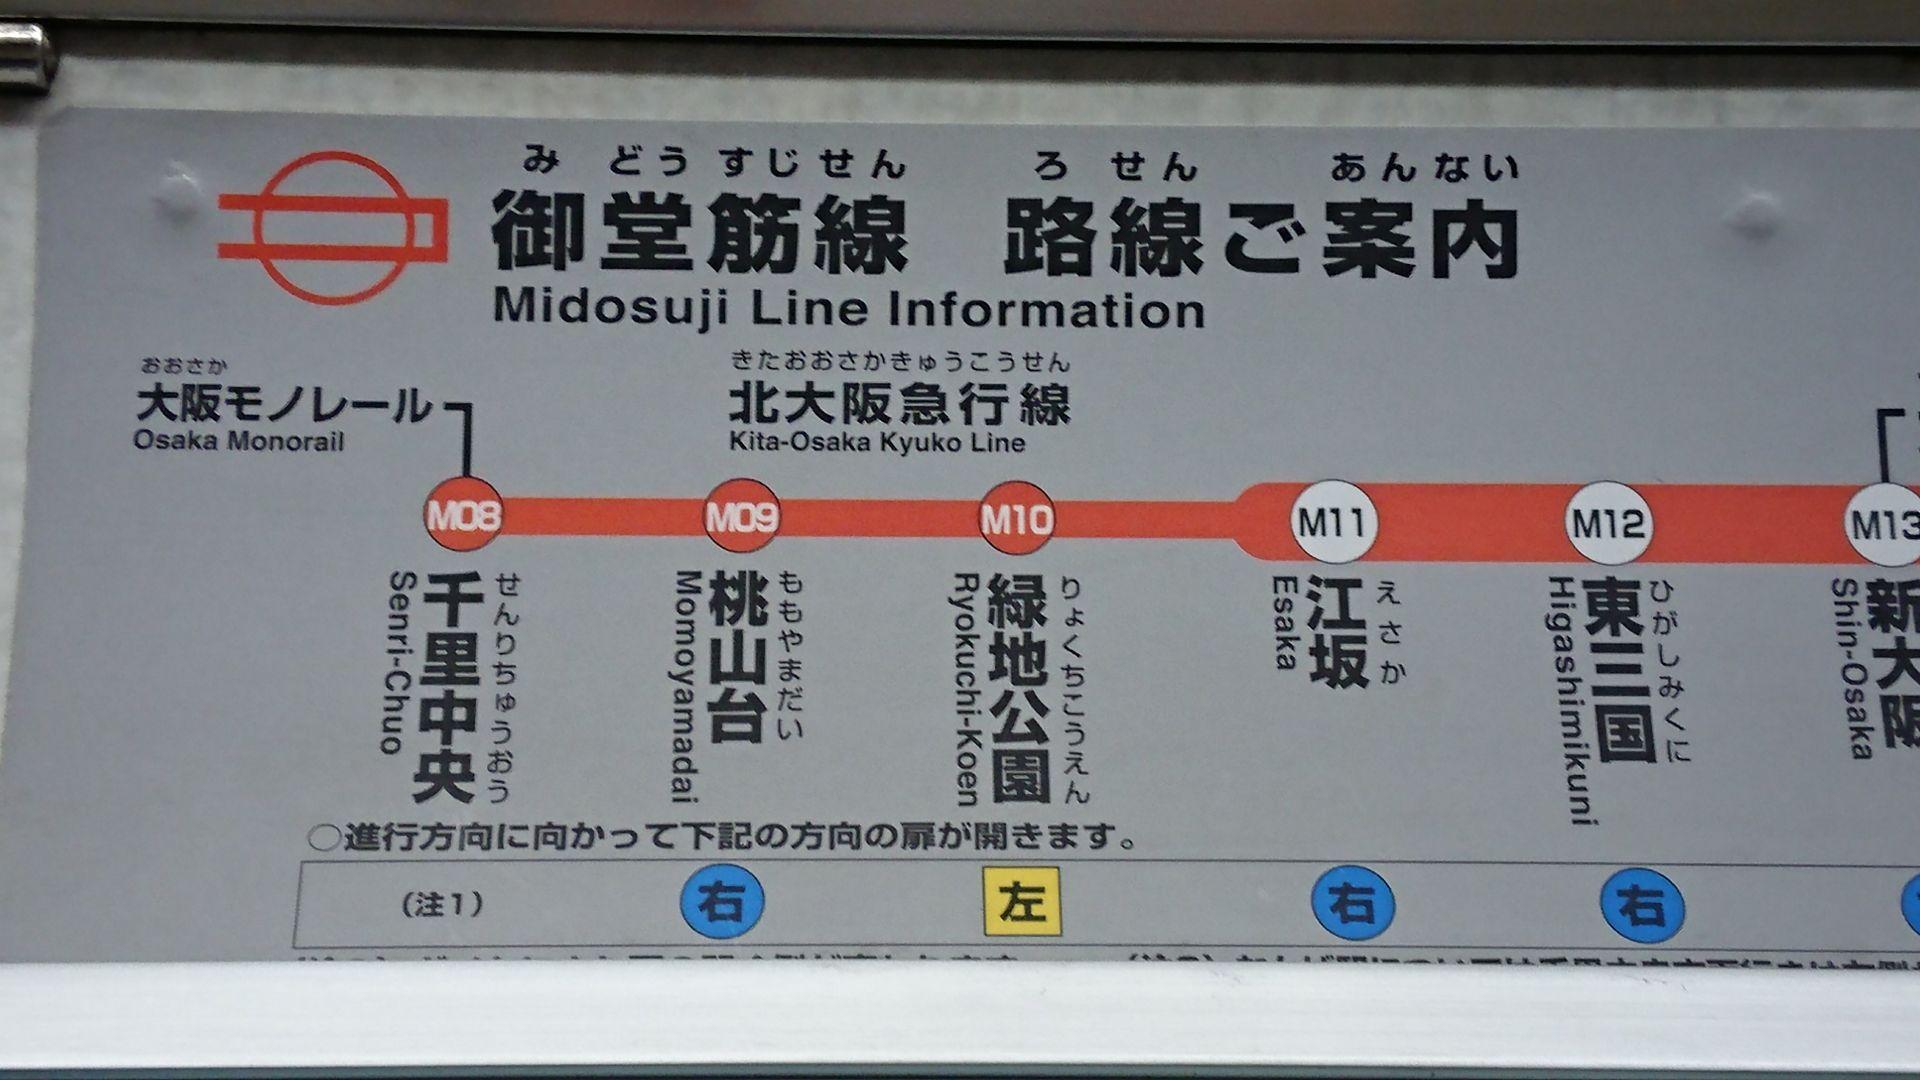 み どう すじ せん ろ せん あん ない
御堂筋線 路線ご案内
Midosuji Line Information
おおさか
大阪モノレール
Osaka Monorail
きたおおさかきゅうこうせん
北大阪急行線
Kita-Osaka Kyuko Line
M08
M09
M10
M11
M12
M13
せんりちゅうおう
千里中央
Senri-Chuo
ももやまだい
桃山台
Momoyamadai
りょくちこうえん
緑地公園
Ryokuchi-Koen
えさか
江坂
Esaka
ひがしみくに
東三国
Higashimikuni
新大阪
Shin-Osaka
○進行方向に向かって下記の方向の扉が開きます。
(注1) 右 左 右 右